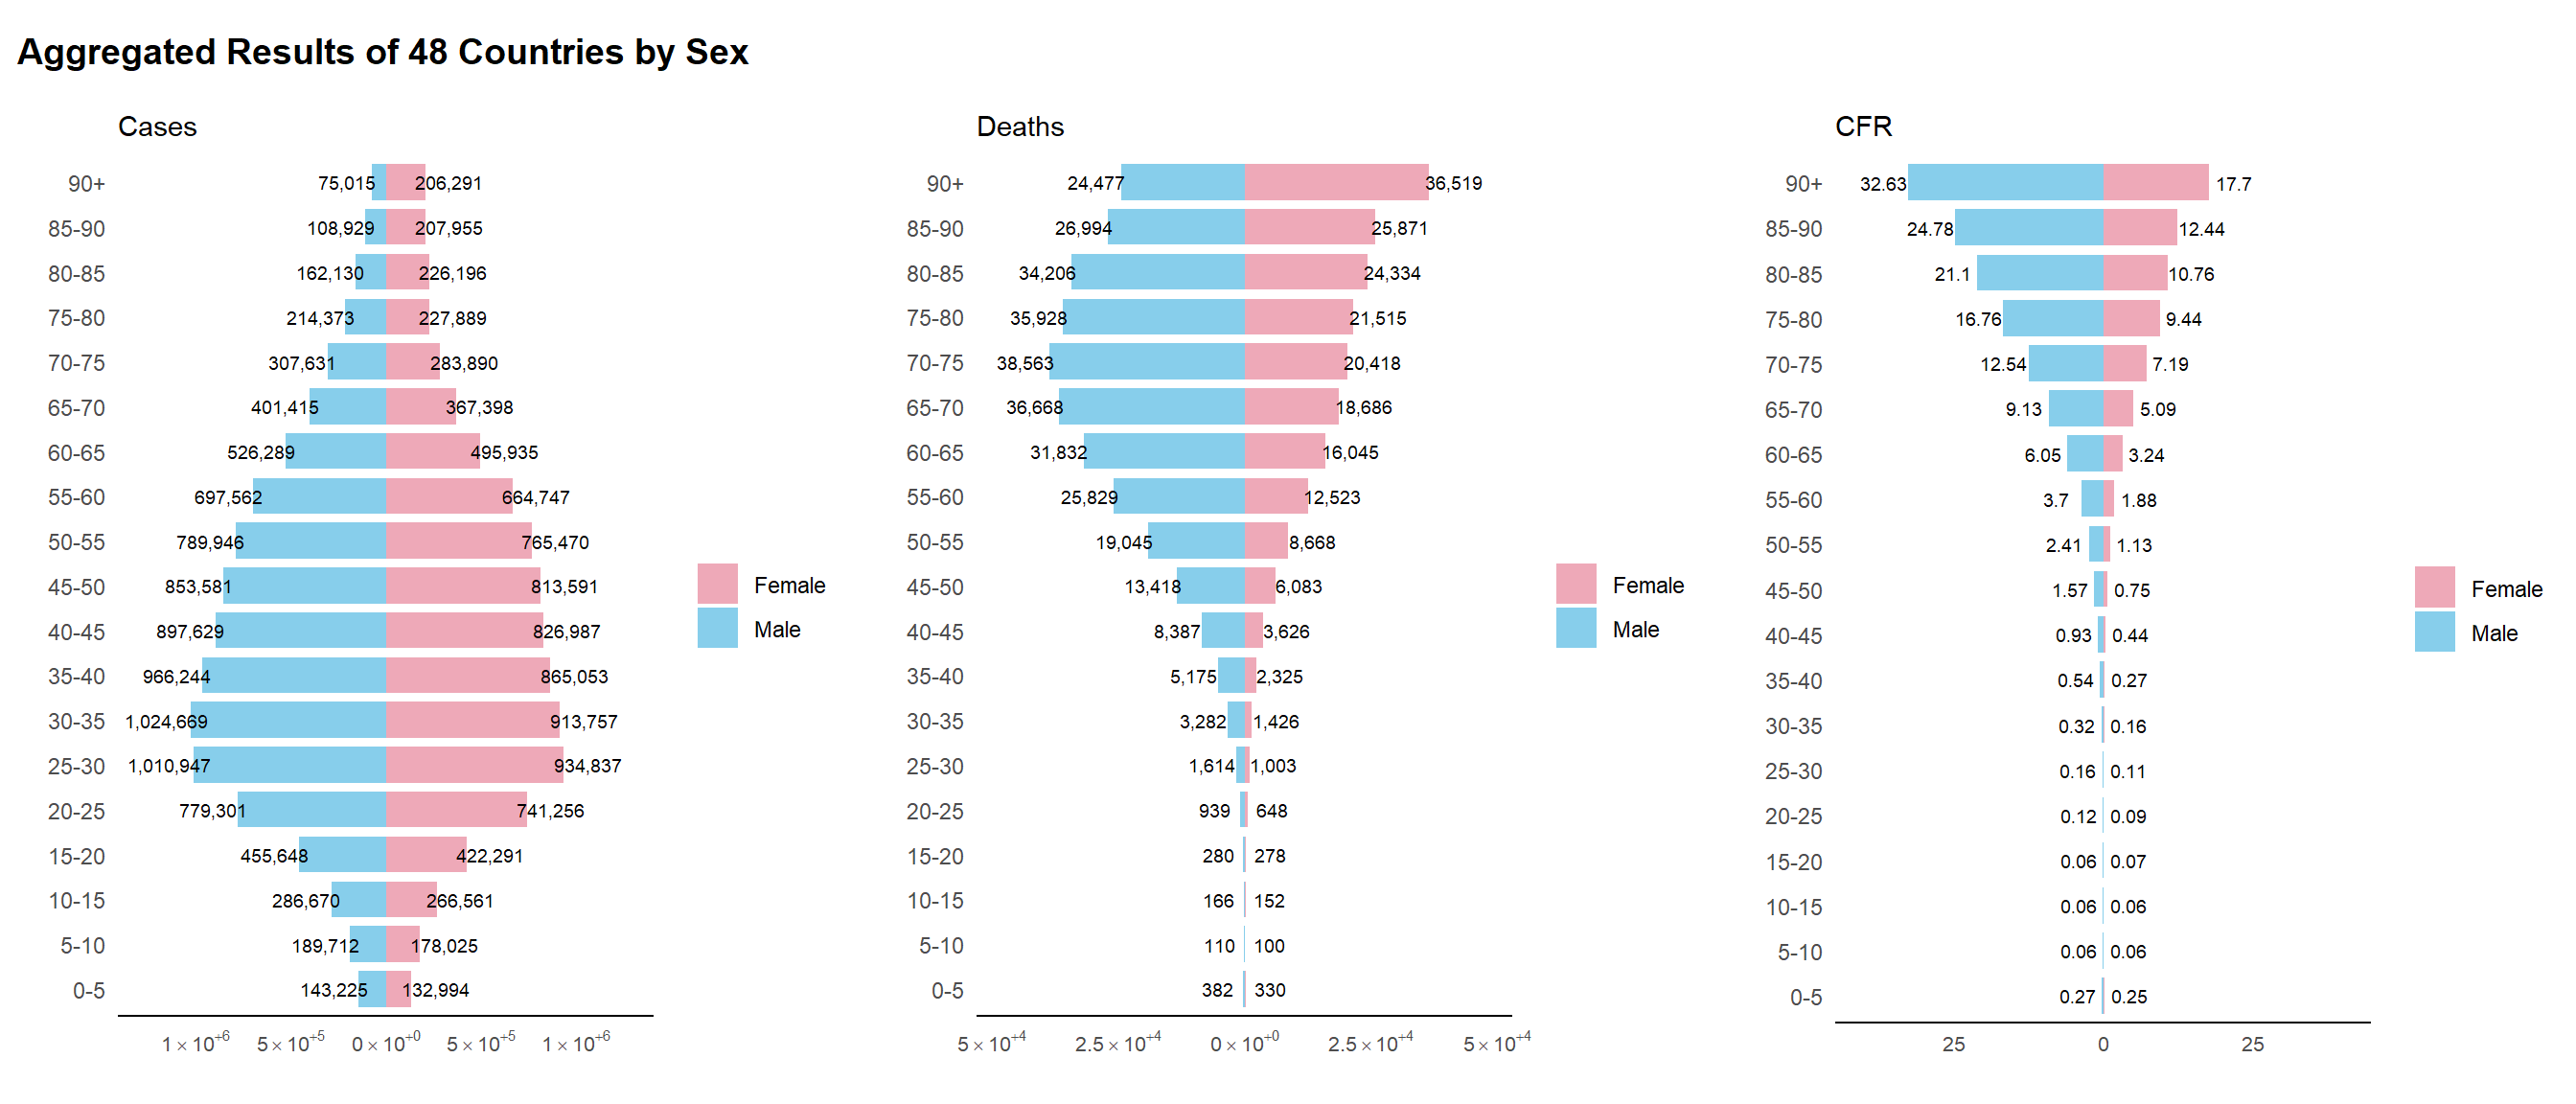 Aggregated Results of 48 Countries by Sex
Cases
90+ 75,015 206,291
85-90 108,929 207,955
80-85 162,130 226,196
75-80 214,373 227,889
70-75 307,631 283,890
65-70 401,415 367,398
60-65 526,289 495,935
55-60 697,562 664,747
50-55 789,946 765,470
45-50 853,581 813,591
40-45 897,629 826,987
35-40 966,244 865,053
30-35 1,024,669 913,757
25-30 1,010,947 934,837
20-25 779,301 741,256
15-20 455,648 422,291
10-15 286,670 266,561
5-10 189,712 178,025
0-5 143,225 132,994
1×10⁺⁶ 5×10⁺⁵ 0×10⁺⁰ 5×10⁺⁵ 1×10⁺⁶
Female
Male
Deaths
90+ 24,477 36,519
85-90 26,994 25,871
80-85 34,206 24,334
75-80 35,928 21,515
70-75 38,563 20,418
65-70 36,668 18,686
60-65 31,832 16,045
55-60 25,829 12,523
50-55 19,045 8,668
45-50 13,418 6,083
40-45 8,387 3,626
35-40 5,175 2,325
30-35 3,282 1,426
25-30 1,614 1,003
20-25 939 648
15-20 280 278
10-15 166 152
5-10 110 100
0-5 382 330
5×10⁺⁴ 2.5×10⁺⁴ 0×10⁺⁰ 2.5×10⁺⁴ 5×10⁺⁴
Female
Male
CFR
90+ 32.63 17.7
85-90 24.78 12.44
80-85 21.1 10.76
75-80 16.76 9.44
70-75 12.54 7.19
65-70 9.13 5.09
60-65 6.05 3.24
55-60 3.7 1.88
50-55 2.41 1.13
45-50 1.57 0.75
40-45 0.93 0.44
35-40 0.54 0.27
30-35 0.32 0.16
25-30 0.16 0.11
20-25 0.12 0.09
15-20 0.06 0.07
10-15 0.06 0.06
5-10 0.06 0.06
0-5 0.27 0.25
25 0 25
Female
Male